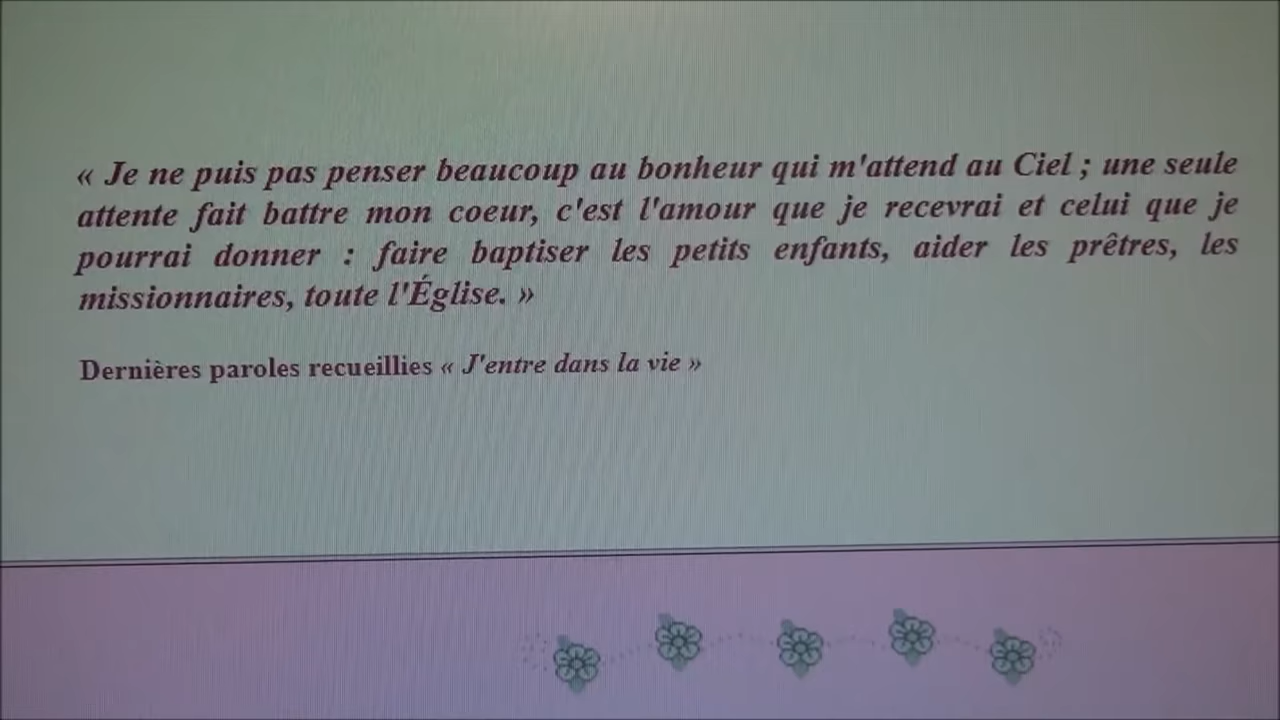 « Je ne puis pas penser beaucoup au bonheur qui m'attend au Ciel ; une seule
attente fait battre mon coeur, c'est l'amour que je recevrai et celui que je
pourrai donner : faire baptiser les petits enfants, aider les prêtres, les
missionnaires, toute l'Église. »
Dernières paroles recueillies « J'entre dans la vie »